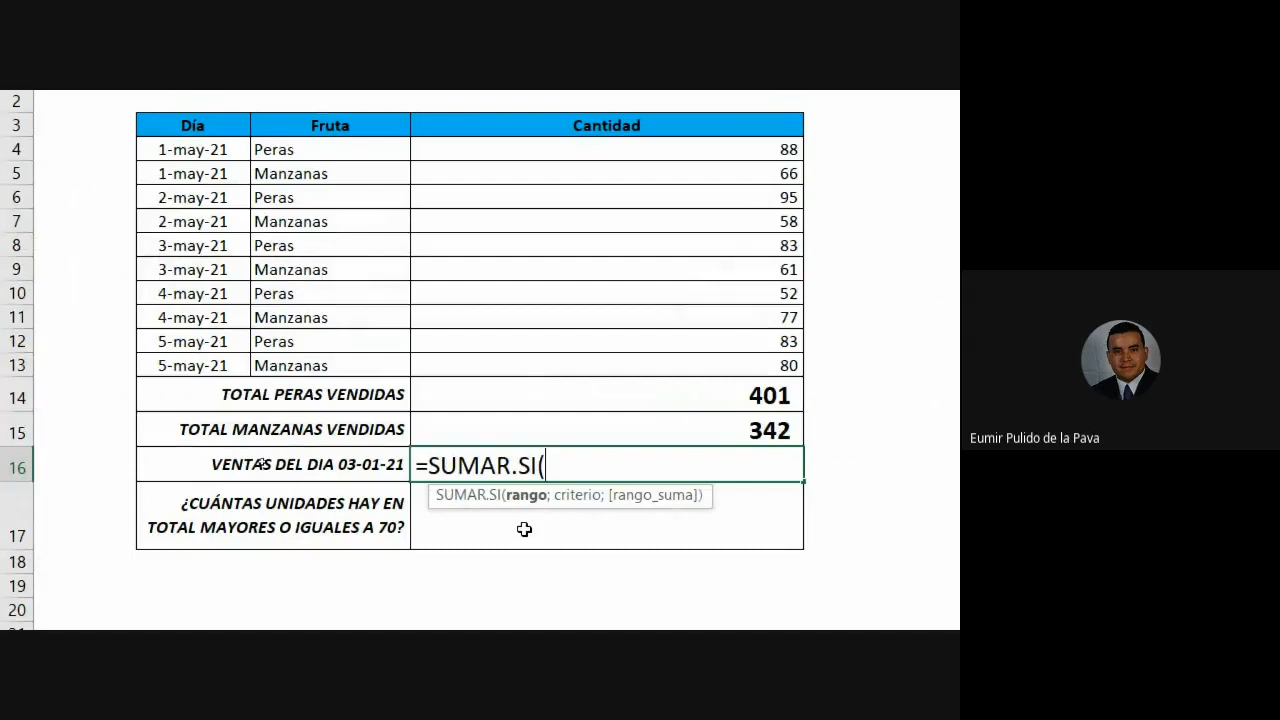 2
3 Día Fruta Cantidad
4 1-may-21 Peras 88
5 1-may-21 Manzanas 66
6 2-may-21 Peras 95
7 2-may-21 Manzanas 58
8 3-may-21 Peras 83
9 3-may-21 Manzanas 61
10 4-may-21 Peras 52
11 4-may-21 Manzanas 77
12 5-may-21 Peras 83
13 5-may-21 Manzanas 80
14 TOTAL PERAS VENDIDAS 401
15 TOTAL MANZANAS VENDIDAS 342
16 VENTAS DEL DIA 03-01-21 =SUMAR.SI(
SUMAR.SI(rango; criterio; [rango_suma])
¿CUÁNTAS UNIDADES HAY EN
17 TOTAL MAYORES O IGUALES A 70?
18
19
20
Eumir Pulido de la Pava